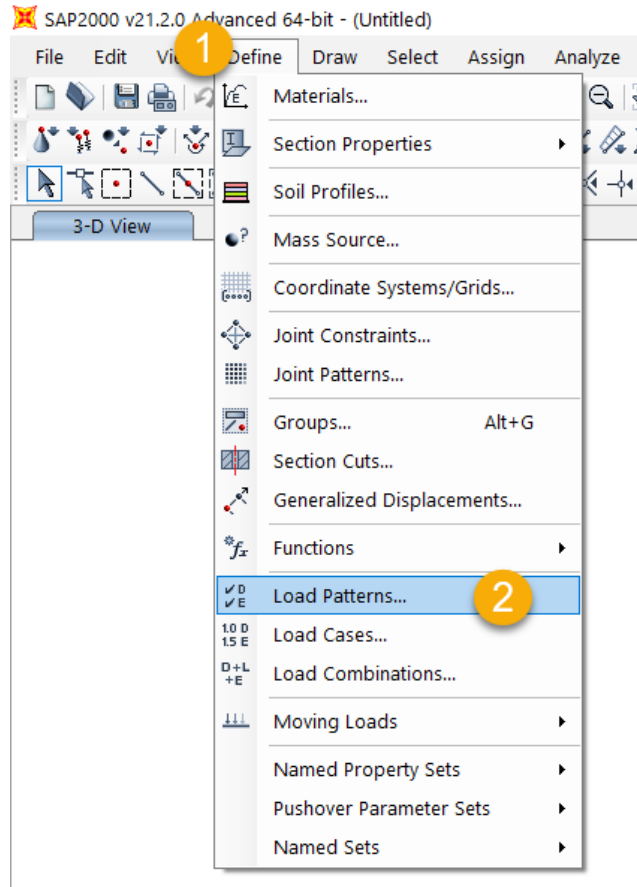 SAP2000 v21.2.0 Advanced 64-bit - (Untitled)
File Edit Vi 1 Define Draw Select Assign Analyze
Materials...
Section Properties
Soil Profiles...
3-D View
Mass Source...
Coordinate Systems/Grids...
Joint Constraints...
Joint Patterns...
Groups... Alt+G
Section Cuts...
Generalized Displacements...
Functions
Load Patterns... 2
Load Cases...
Load Combinations...
Moving Loads
Named Property Sets
Pushover Parameter Sets
Named Sets